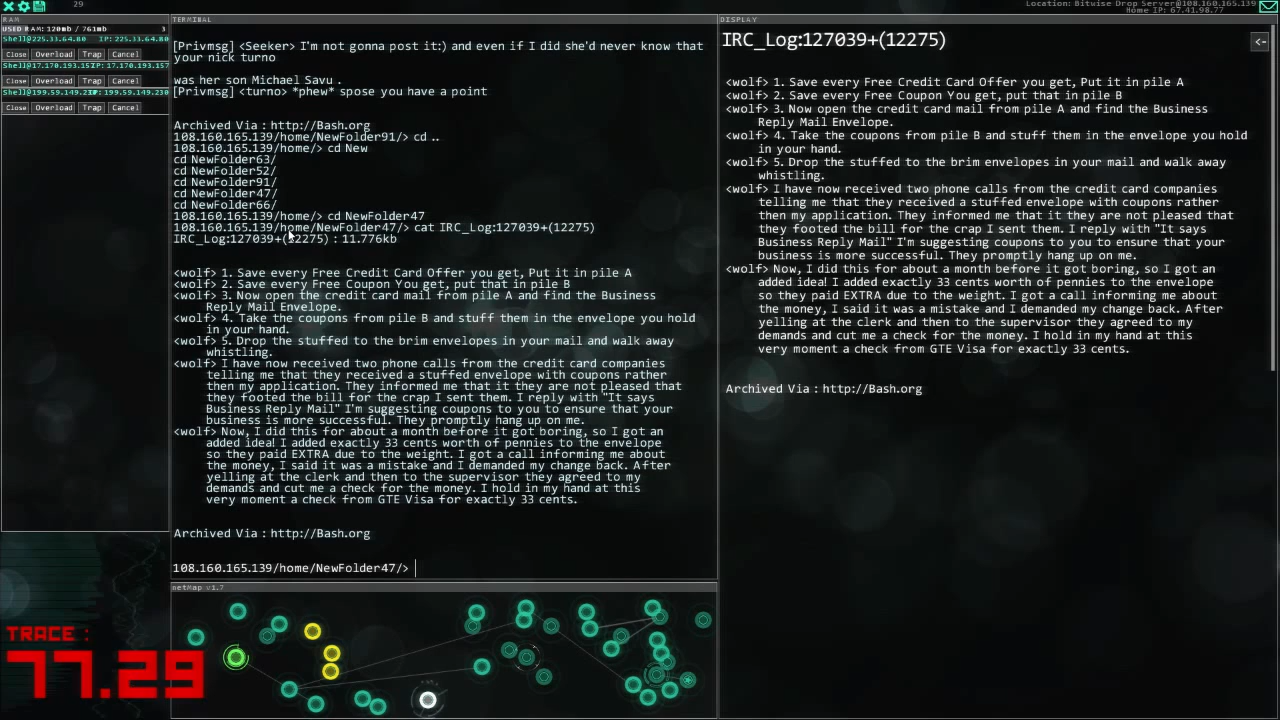 29
Location: Bitwise Drop Server@108.160.165.139
Home IP: 67.41.98.77
RAM
USED RAM: 120mb / 761mb 3
Shell@225.33.64.80
Close Overload Trap Cancel
IP: 17.170.193.157
Close Overload Trap Cancel
IP: 199.59.149.230
Close Overload Trap Cancel
TERMINAL
[Privmsg] <Seeker> I'm not gonna post it:) and even if I did she'd never know that
your nick turno
was her son Michael Savu .
[Privmsg] <turno> *phew* spose you have a point
Archived Via : http://Bash.org
108.160.165.139/home/NewFolder91/> cd ..
108.160.165.139/home/> cd New
cd NewFolder63/
cd NewFolder52/
cd NewFolder91/
cd NewFolder47/
cd NewFolder66/
108.160.165.139/home/> cd NewFolder47
108.160.165.139/home/NewFolder47/> cat IRC_Log:127039+(12275)
IRC_Log:127039+(12275) : 11.776kb
<wolf> 1. Save every Free Credit Card Offer you get, Put it in pile A
<wolf> 2. Save every Free Coupon You get, put that in pile B
<wolf> 3. Now open the credit card mail from pile A and find the Business
Reply Mail Envelope.
<wolf> 4. Take the coupons from pile B and stuff them in the envelope you hold
in your hand.
<wolf> 5. Drop the stuffed to the brim envelopes in your mail and walk away
whistling.
<wolf> I have now received two phone calls from the credit card companies
telling me that they received a stuffed envelope with coupons rather
then my application. They informed me that it they are not pleased that
they footed the bill for the crap I sent them. I reply with "It says
Business Reply Mail" I'm suggesting coupons to you to ensure that your
business is more successful. They promptly hang up on me.
<wolf> Now, I did this for about a month before it got boring, so I got an
added idea! I added exactly 33 cents worth of pennies to the envelope
so they paid EXTRA due to the weight. I got a call informing me about
the money, I said it was a mistake and I demanded my change back. After
yelling at the clerk and then to the supervisor they agreed to my
demands and cut me a check for the money. I hold in my hand at this
very moment a check from GTE Visa for exactly 33 cents.
Archived Via : http://Bash.org
108.160.165.139/home/NewFolder47/>
netMap v1.7
TRACE :
77.29
DISPLAY
IRC_Log:127039+(12275)
<-
<wolf> 1. Save every Free Credit Card Offer you get, Put it in pile A
<wolf> 2. Save every Free Coupon You get, put that in pile B
<wolf> 3. Now open the credit card mail from pile A and find the Business
Reply Mail Envelope.
<wolf> 4. Take the coupons from pile B and stuff them in the envelope you hold
in your hand.
<wolf> 5. Drop the stuffed to the brim envelopes in your mail and walk away
whistling.
<wolf> I have now received two phone calls from the credit card companies
telling me that they received a stuffed envelope with coupons rather
then my application. They informed me that it they are not pleased that
they footed the bill for the crap I sent them. I reply with "It says
Business Reply Mail" I'm suggesting coupons to you to ensure that your
business is more successful. They promptly hang up on me.
<wolf> Now, I did this for about a month before it got boring, so I got an
added idea! I added exactly 33 cents worth of pennies to the envelope
so they paid EXTRA due to the weight. I got a call informing me about
the money, I said it was a mistake and I demanded my change back. After
yelling at the clerk and then to the supervisor they agreed to my
demands and cut me a check for the money. I hold in my hand at this
very moment a check from GTE Visa for exactly 33 cents.
Archived Via : http://Bash.org